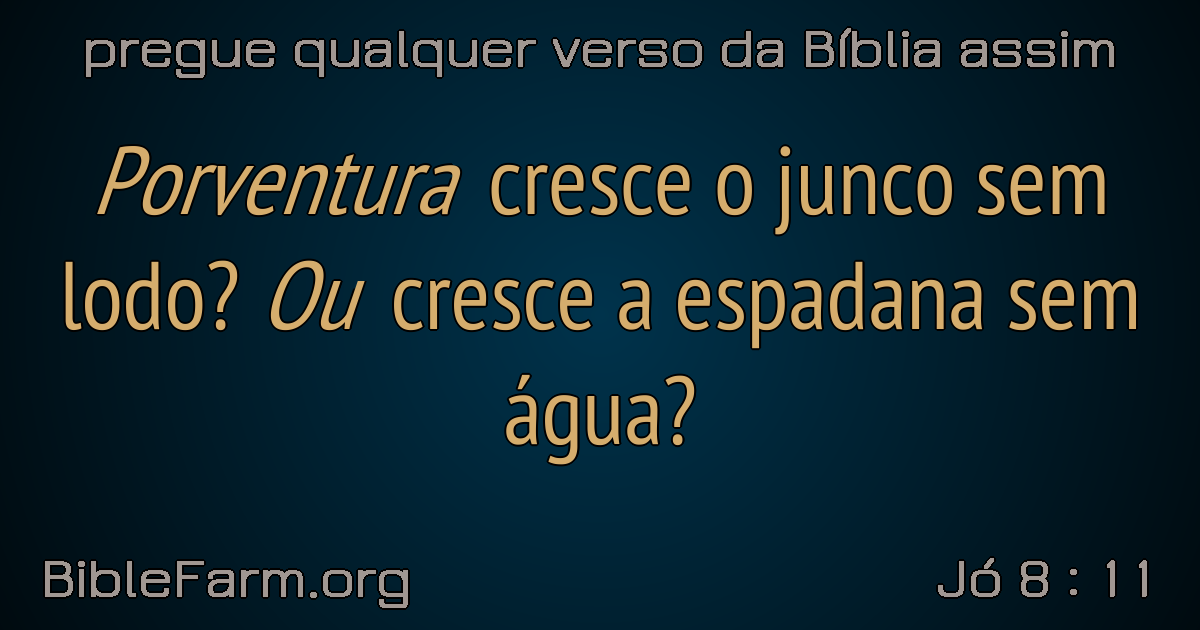 pregue qualquer verso da Bíblia assim
Porventura cresce o junco sem
lodo? Ou cresce a espadana sem
água?
BibleFarm.org
Jó 8 : 11